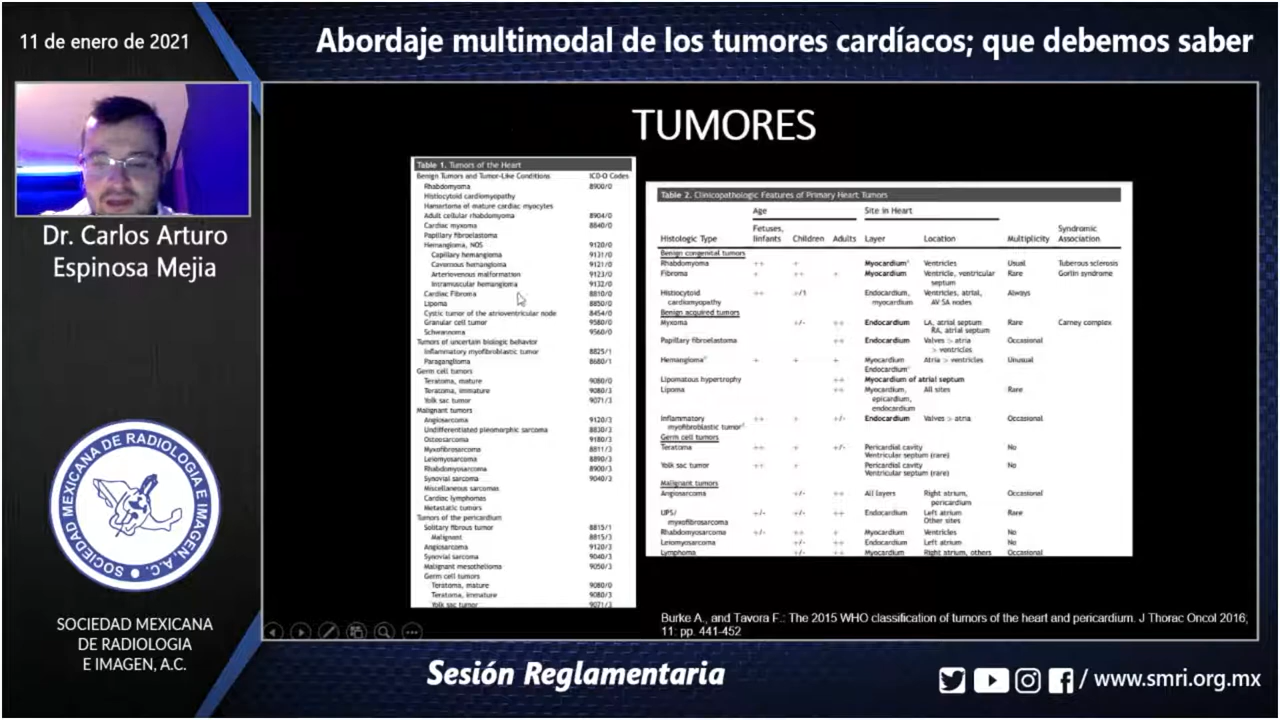 11 de enero de 2021
Abordaje multimodal de los tumores cardíacos; que debemos saber
Dr. Carlos Arturo
Espinosa Mejia
SOCIEDAD MEXICANA DE RADIOLOGIA E IMAGEN, A.C.
SOCIEDAD MEXICANA
DE RADIOLOGIA
E IMAGEN, A.C.
TUMORES
Table 1. Tumors of the Heart
Benign Tumors and Tumor-Like Conditions ICD-O Codes
Rhabdomyoma 8900/0
Histiocytoid cardiomyopathy
Hamartoma of mature cardiac myocytes
Adult cellular rhabdomyoma 8904/0
Cardiac myxoma 8840/0
Papillary fibroelastoma
Hemangioma, NOS 9120/0
Capillary hemangioma 9131/0
Cavernous hemangioma 9121/0
Arteriovenous malformation 9123/0
Intramuscular hemangioma 9132/0
Cardiac Fibroma 8810/0
Lipoma 8850/0
Cystic tumor of the atrioventricular node 8454/0
Granular cell tumor 9580/0
Schwannoma 9560/0
Tumors of uncertain biologic behavior
Inflammatory myofibroblastic tumor 8825/1
Paraganglioma 8680/1
Germ cell tumors
Teratoma, mature 9080/0
Teratoma, immature 9080/3
Yolk sac tumor 9071/3
Malignant tumors
Angiosarcoma 9120/3
Undifferentiated pleomorphic sarcoma 8830/3
Osteosarcoma 9180/3
Myxofibrosarcoma 8811/3
Leiomyosarcoma 8890/3
Rhabdomyosarcoma 8900/3
Synovial sarcoma 9040/3
Miscellaneous sarcomas
Cardiac lymphomas
Metastatic tumors
Tumors of the pericardium
Solitary fibrous tumor 8815/1
Malignant 8815/3
Angiosarcoma 9120/3
Synovial sarcoma 9040/3
Malignant mesothelioma 9050/3
Germ cell tumors
Teratoma, mature 9080/0
Teratoma, immature 9080/3
Yolk sac tumor 9071/3
Table 2. Clinicopathologic Features of Primary Heart Tumors
Age Site in Heart
Fetuses, Syndromic
Histologic Type Iinfants Children Adults Layer Location Multiplicity Association
Benign congenital tumors
Rhabdomyoma ++ + Myocardium Ventricles Usual Tuberous sclerosis
Fibroma + ++ + Myocardium Ventricle, ventricular Rare Gorlin syndrome
septum
Histiocytoid ++ Endocardium, Ventricles, atrial, Always
cardiomyopathy myocardium AV SA nodes
Benign acquired tumors
Myxoma +/- ++ Endocardium LA, atrial septum Rare Carney complex
RA, atrial septum
Papillary fibroelastoma ++ Endocardium Valves > atria Occasional
> ventricles
Hemangioma + + + Myocardium Atria > ventricles Unusual
Endocardium
Lipomatous hypertrophy ++ Myocardium of atrial septum
Lipoma ++ Myocardium, All sites Rare
epicardium,
endocardium
Inflammatory ++ + +/- Endocardium Valves > atria Occasional
myofibroblastic tumor
Germ cell tumors
Teratoma ++ + +/- Pericardial cavity No
Ventricular septum (rare)
Yolk sac tumor ++ + Pericardial cavity No
Ventricular septum (rare)
Malignant tumors
Angiosarcoma +/- ++ All layers Right atrium, Occasional
pericardium
UPS/ +/- +/- ++ Endocardium Left atrium Rare
myxofibrosarcoma Other sites
Rhabdomyosarcoma +/- ++ + Myocardium Ventricles No
Leiomyosarcoma +/- ++ Endocardium Left atrium No
Lymphoma +/- ++ Myocardium Right atrium, others Occasional
Burke A., and Tavora F.: The 2015 WHO classification of tumors of the heart and pericardium. J Thorac Oncol 2016;
11: pp. 441-452
Sesión Reglamentaria
/ www.smri.org.mx